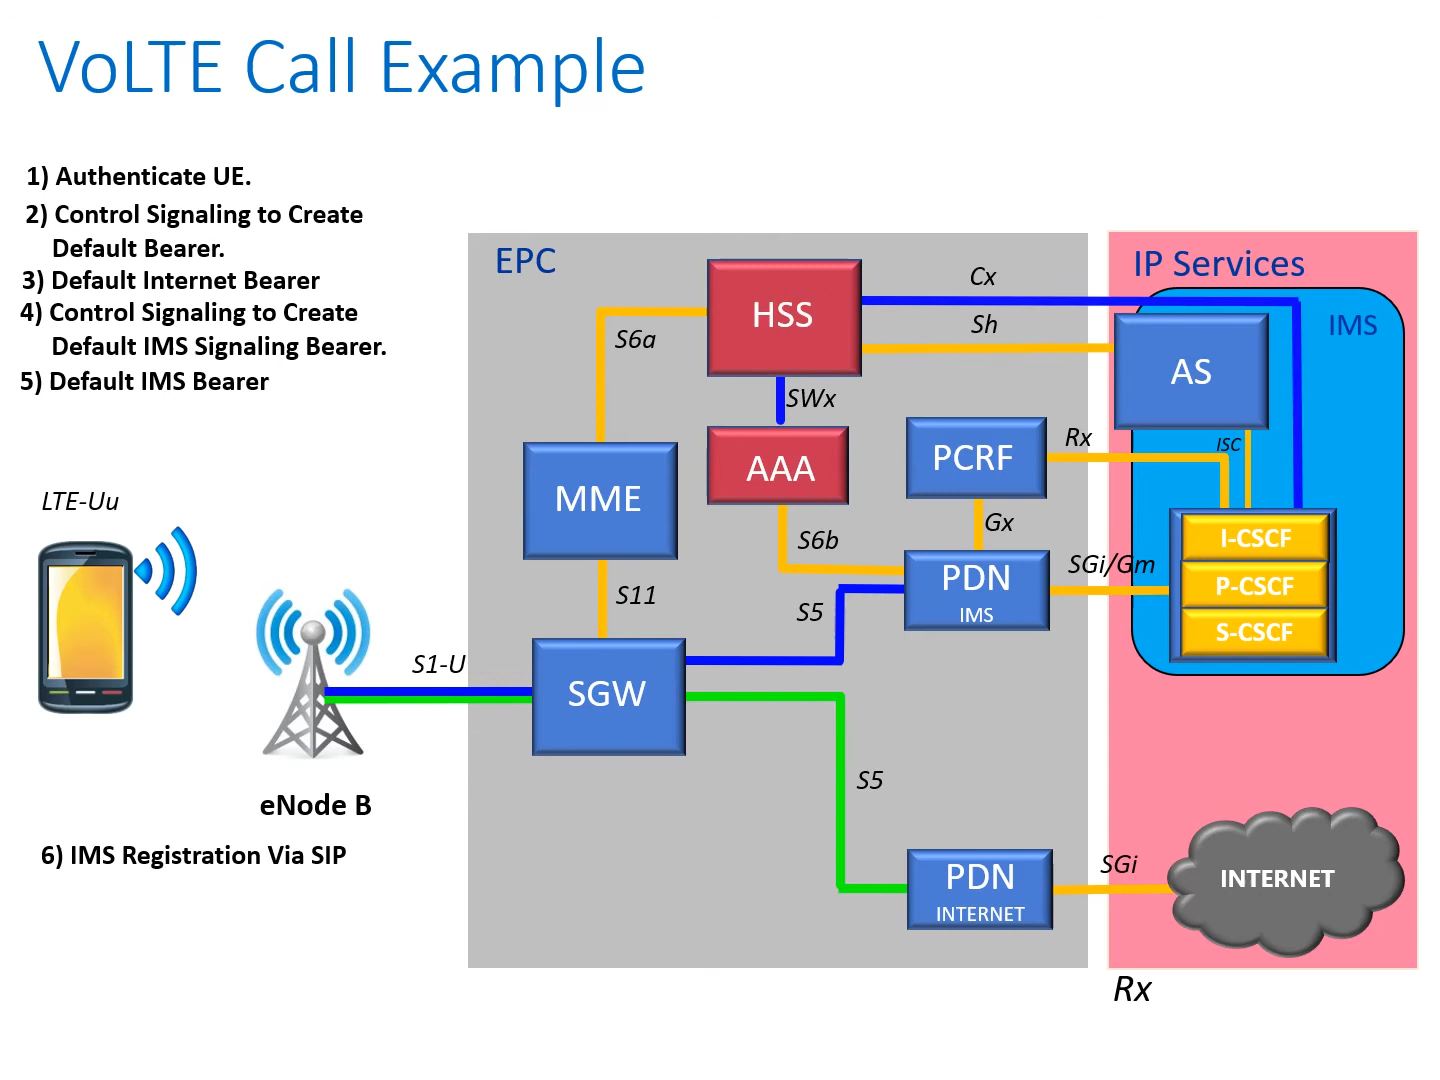 VoLTE Call Example
1) Authenticate UE.
2) Control Signaling to Create
Default Bearer.
3) Default Internet Bearer
4) Control Signaling to Create
Default IMS Signaling Bearer.
5) Default IMS Bearer
LTE-Uu
eNode B
6) IMS Registration Via SIP
S1-U
EPC
HSS
S6a
SWx
MME
AAA
S11
S6b
SGW
S5
S5
PCRF
Gx
PDN
IMS
PDN
INTERNET
Cx
Sh
Rx
SGi/Gm
SGi
IP Services
IMS
AS
ISC
I-CSCF
P-CSCF
S-CSCF
INTERNET
Rx